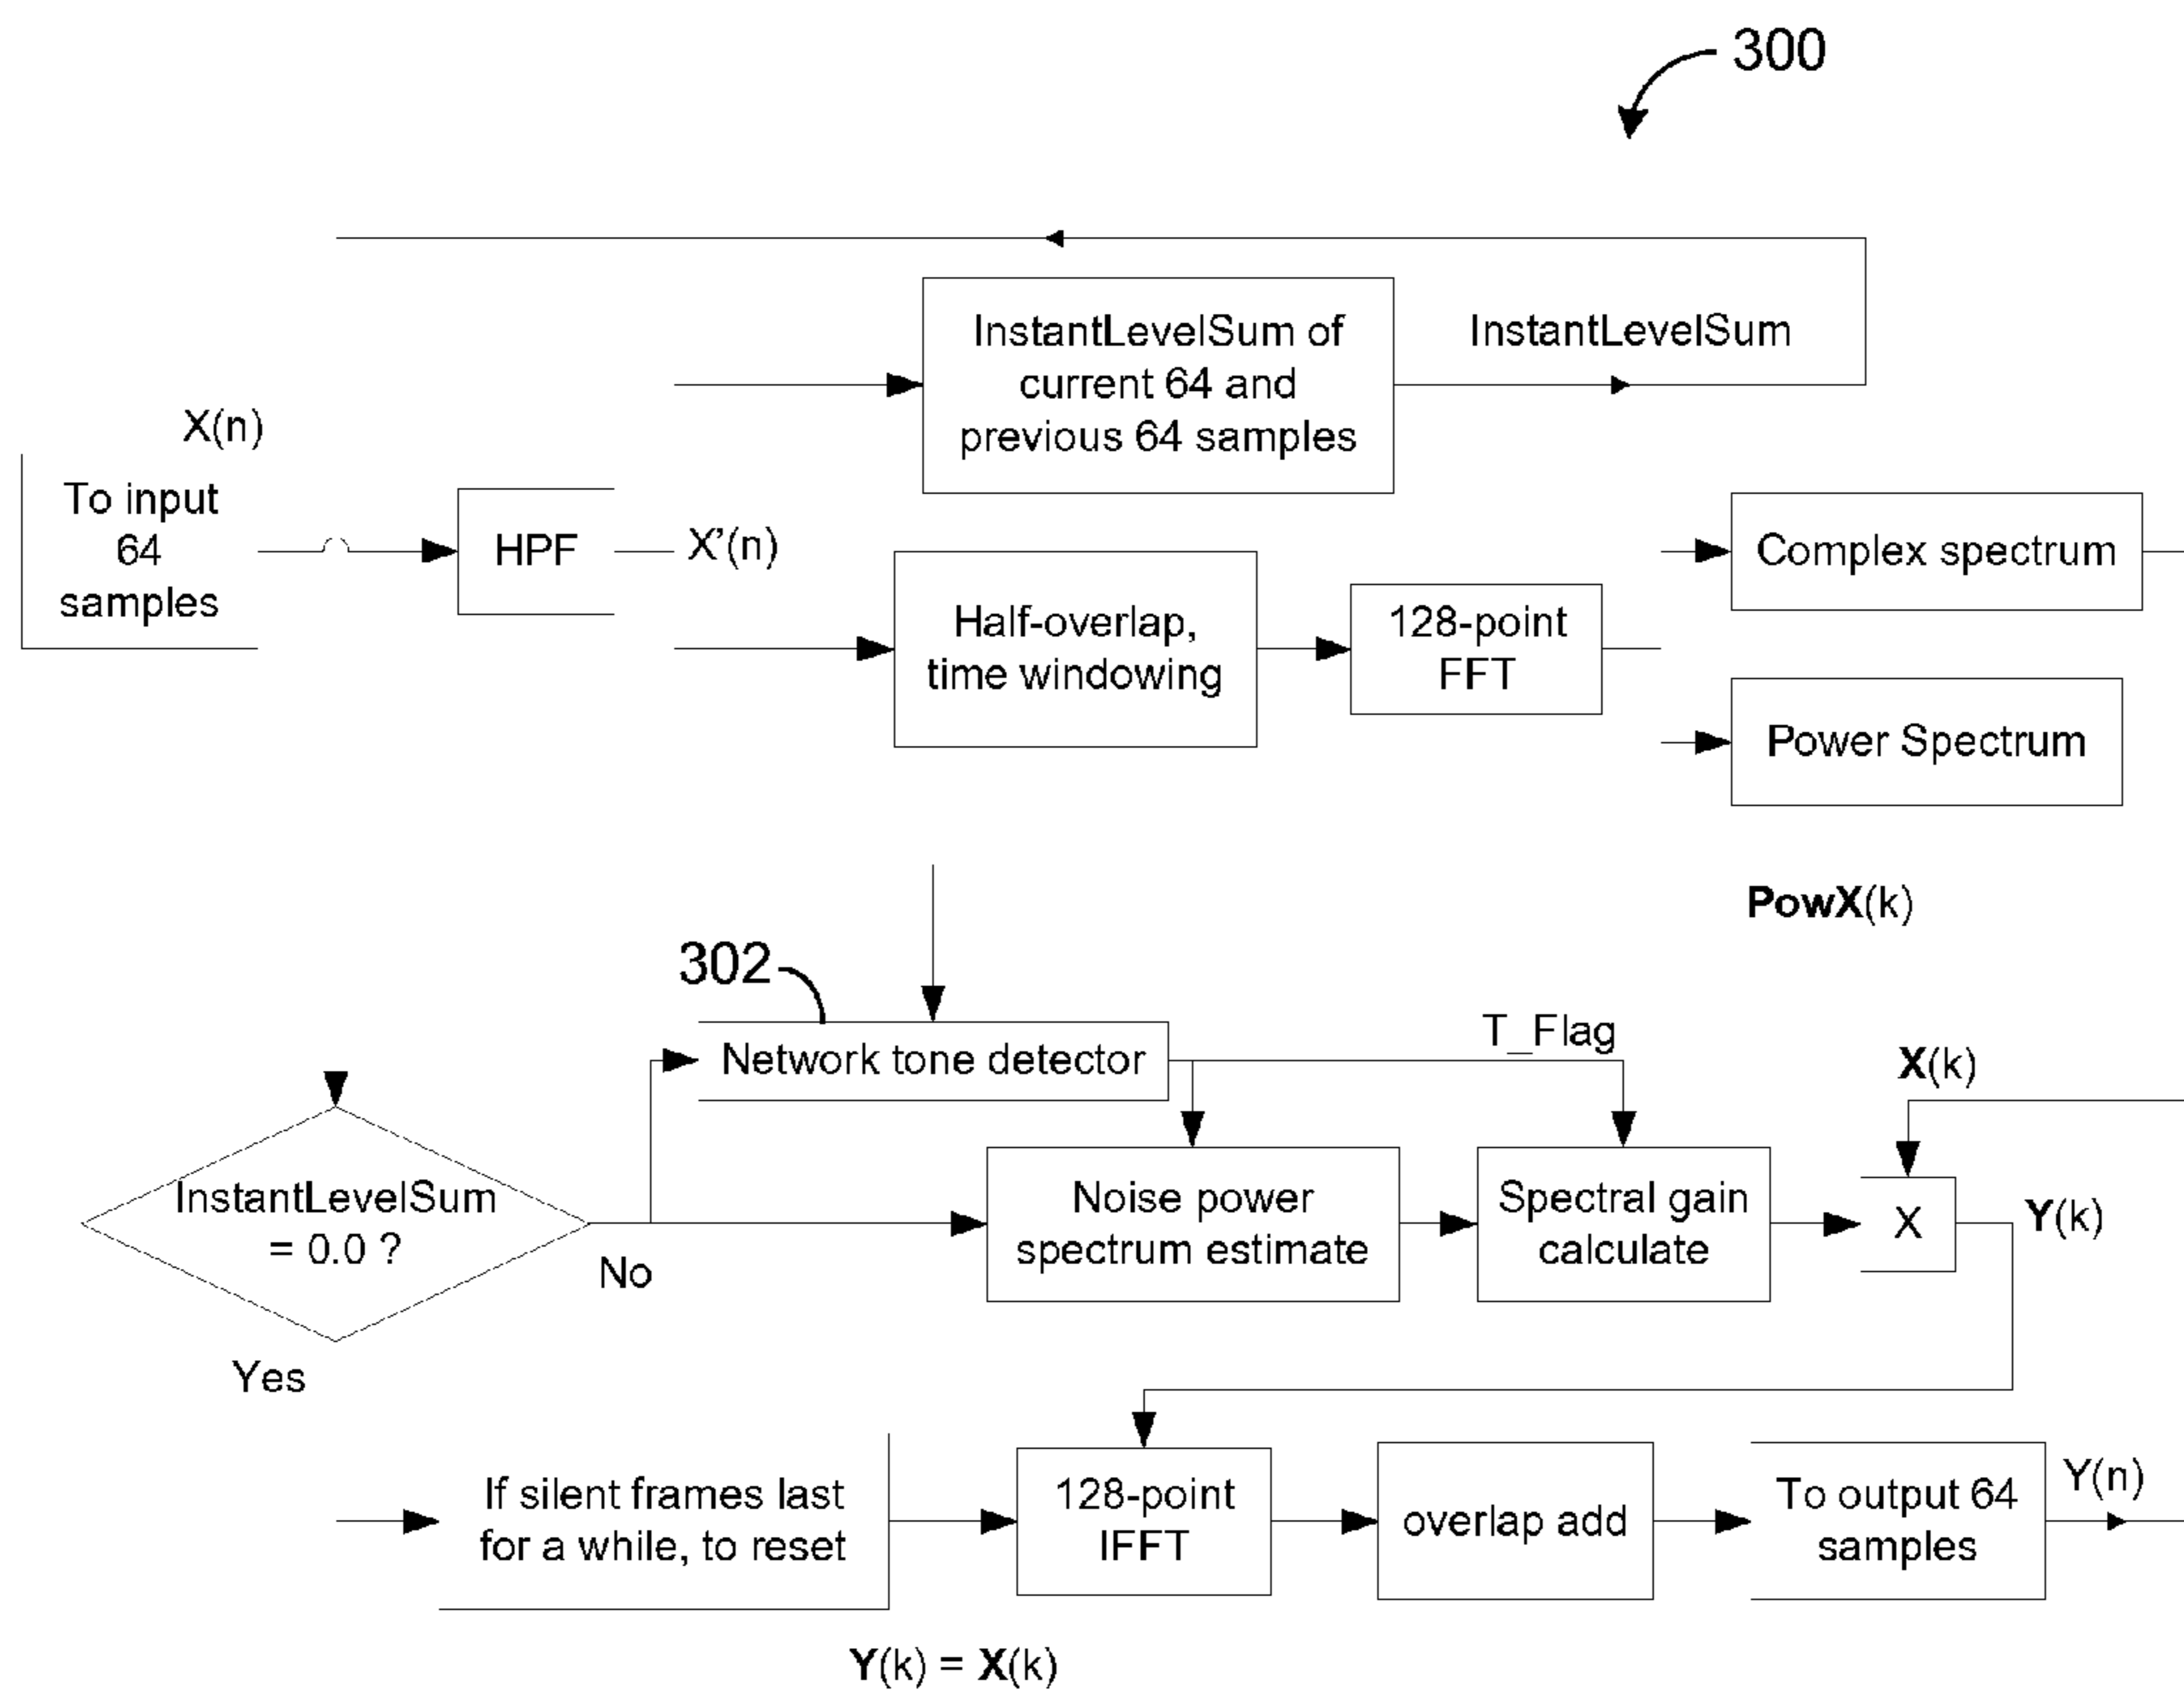 300
InstantLevelSum of
current 64 and
previous 64 samples
InstantLevelSum
X(n)
To input
64
samples
HPF
X’(n)
Half-overlap,
time windowing
128-point
FFT
Complex spectrum
Power Spectrum
PowX(k)
302
Network tone detector
T_Flag
X(k)
InstantLevelSum
= 0.0 ?
No
Yes
Noise power
spectrum estimate
Spectral gain
calculate
X
Y(k)
If silent frames last
for a while, to reset
128-point
IFFT
overlap add
To output 64
samples
Y(n)
Y(k) = X(k)